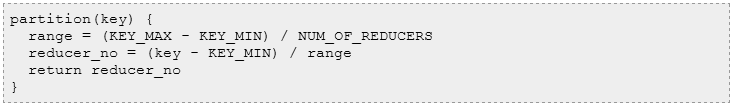 partition(key) {
  range = (KEY_MAX - KEY_MIN) / NUM_OF_REDUCERS
  reducer_no = (key - KEY_MIN) / range
  return reducer_no
}